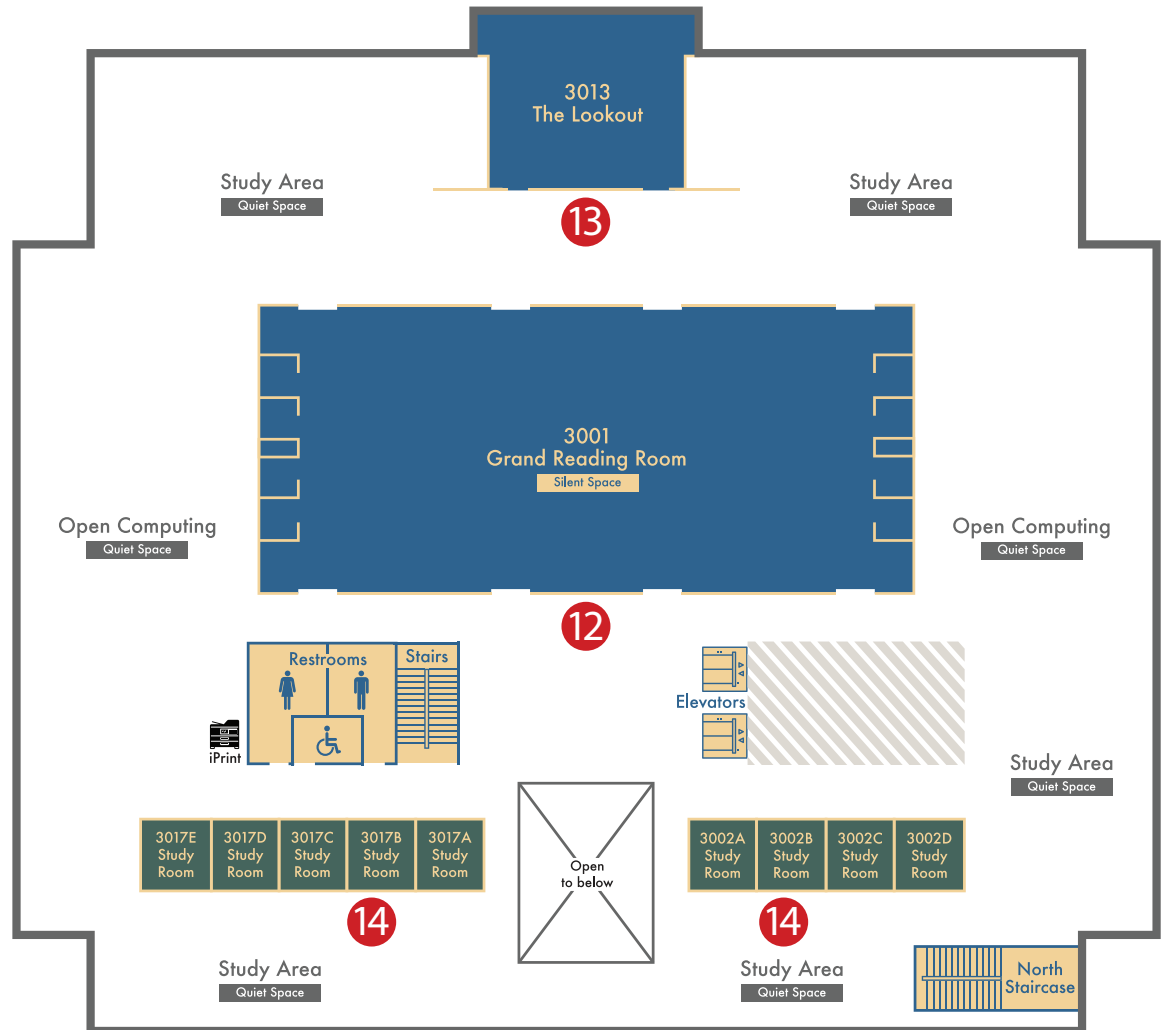 3013
The Lookout
Study Area
Quiet Space
Study Area
Quiet Space
13
3001
Grand Reading Room
Silent Space
Open Computing
Quiet Space
Open Computing
Quiet Space
12
Restrooms
Stairs
Elevators
iPrint
Study Area
Quiet Space
3017E
Study
Room
3017D
Study
Room
3017C
Study
Room
3017B
Study
Room
3017A
Study
Room
Open
to below
3002A
Study
Room
3002B
Study
Room
3002C
Study
Room
3002D
Study
Room
14
14
Study Area
Quiet Space
Study Area
Quiet Space
North
Staircase